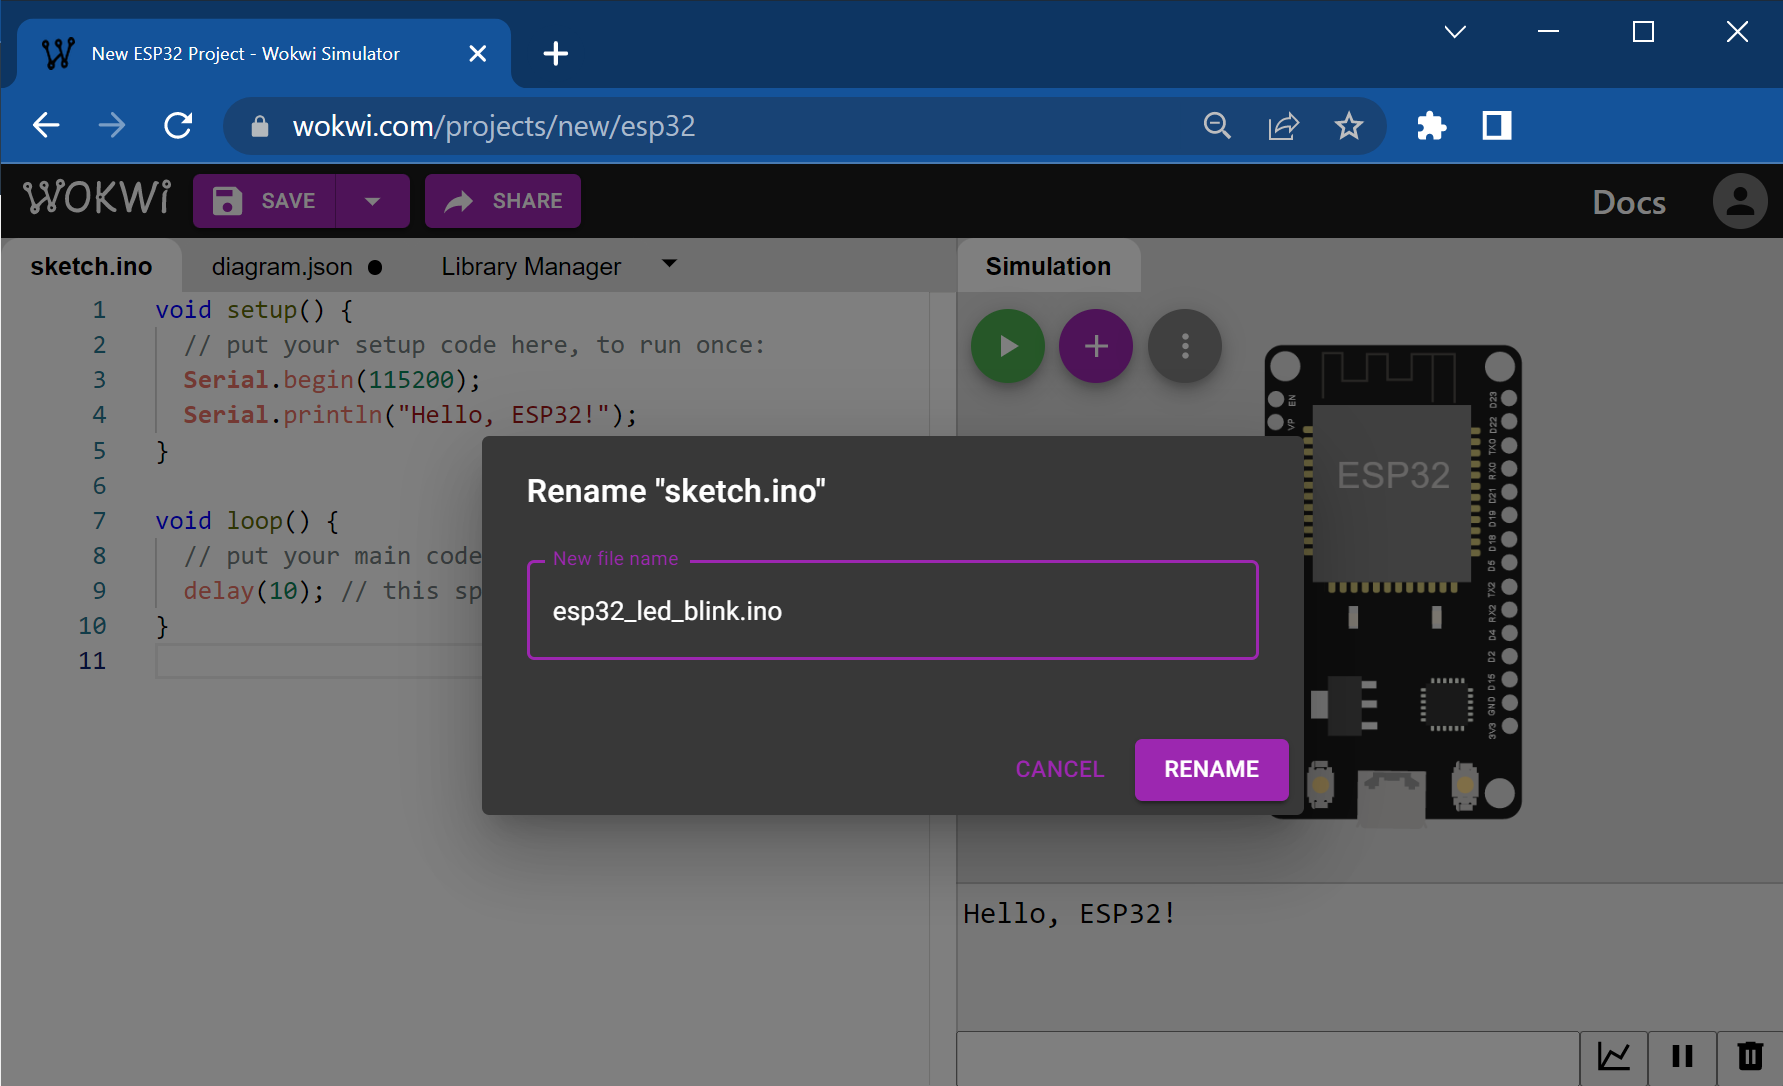 New ESP32 Project - Wokwi Simulator
wokwi.com/projects/new/esp32
WOKWi
SAVE
SHARE
Docs
sketch.ino
diagram.json
Library Manager
Simulation
1 void setup() {
2 // put your setup code here, to run once:
3 Serial.begin(115200);
4 Serial.println("Hello, ESP32!");
5 }
6
7 void loop() {
8 // put your main code
9 delay(10); // this sp
10 }
11
Rename "sketch.ino"
New file name
esp32_led_blink.ino
CANCEL
RENAME
EN
VP
ESP32
D23
D22
TX0
RX0
D21
D19
D18
D5
TX2
RX2
D4
D2
D15
GND
3V3
Hello, ESP32!